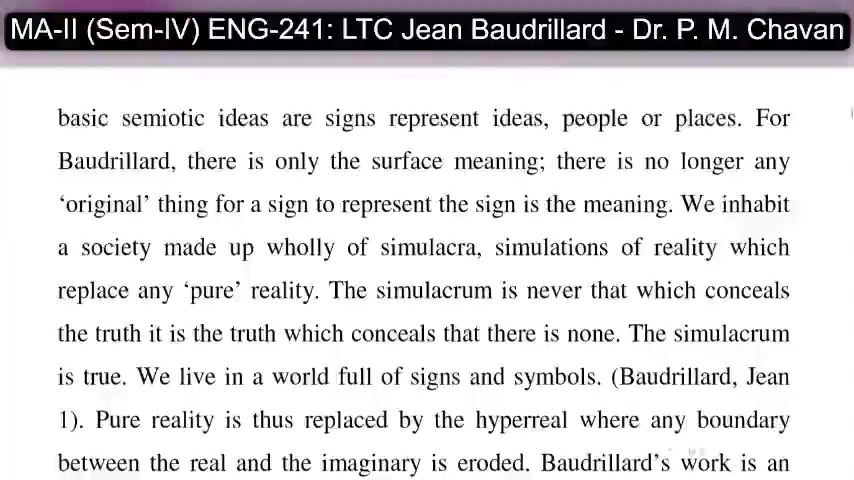 MA-II (Sem-IV) ENG-241: LTC Jean Baudrillard - Dr. P. M. Chavan
basic semiotic ideas are signs represent ideas, people or places. For
Baudrillard, there is only the surface meaning; there is no longer any
‘original’ thing for a sign to represent the sign is the meaning. We inhabit
a society made up wholly of simulacra, simulations of reality which
replace any ‘pure’ reality. The simulacrum is never that which conceals
the truth it is the truth which conceals that there is none. The simulacrum
is true. We live in a world full of signs and symbols. (Baudrillard, Jean
1). Pure reality is thus replaced by the hyperreal where any boundary
between the real and the imaginary is eroded. Baudrillard’s work is an